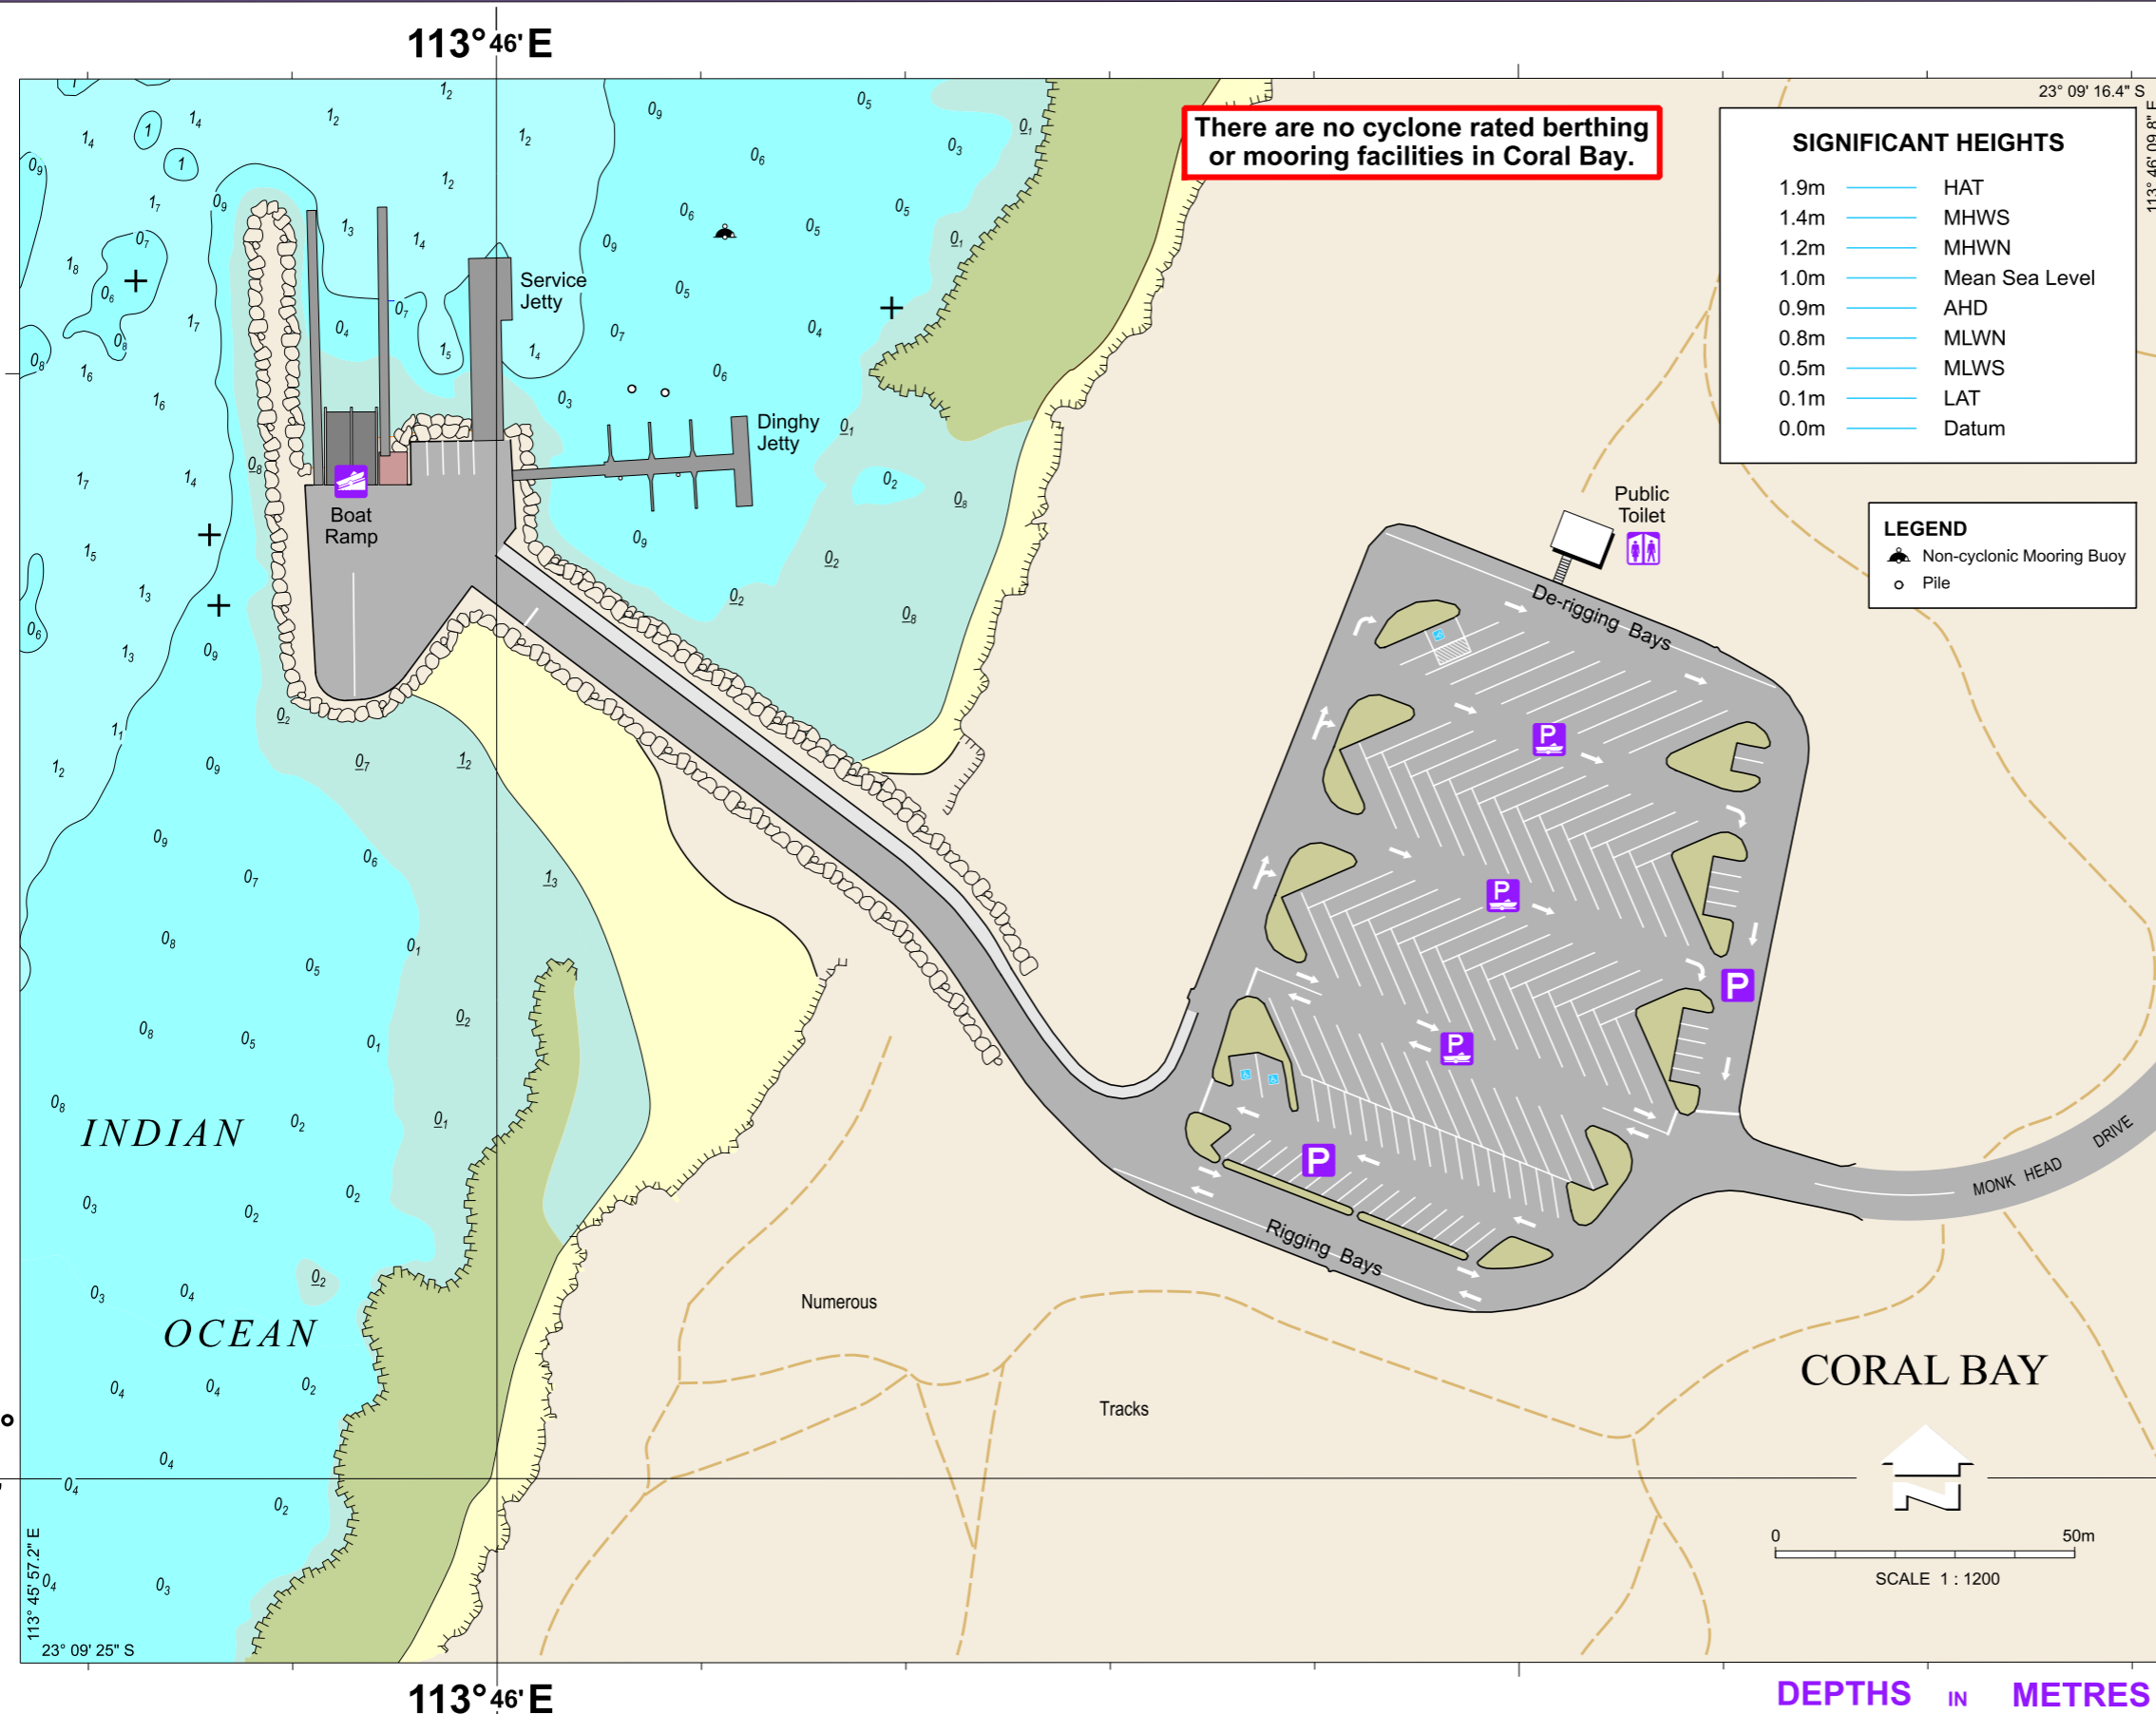 113°46'E
23° 09' 16.4" S
113° 46' 09.8" E
There are no cyclone rated berthing
or mooring facilities in Coral Bay.
SIGNIFICANT HEIGHTS
1.9m HAT
1.4m MHWS
1.2m MHWN
1.0m Mean Sea Level
0.9m AHD
0.8m MLWN
0.5m MLWS
0.1m LAT
0.0m Datum
LEGEND
Non-cyclonic Mooring Buoy
Pile
Service
Jetty
Dinghy
Jetty
Boat
Ramp
Public
Toilet
De-rigging Bays
P
P
P
P
P
Rigging Bays
MONK HEAD DRIVE
INDIAN
OCEAN
Numerous
Tracks
CORAL BAY
0 50m
SCALE 1 : 1200
113° 45' 57.2" E
23° 09' 25" S
113°46'E
DEPTHS IN METRES